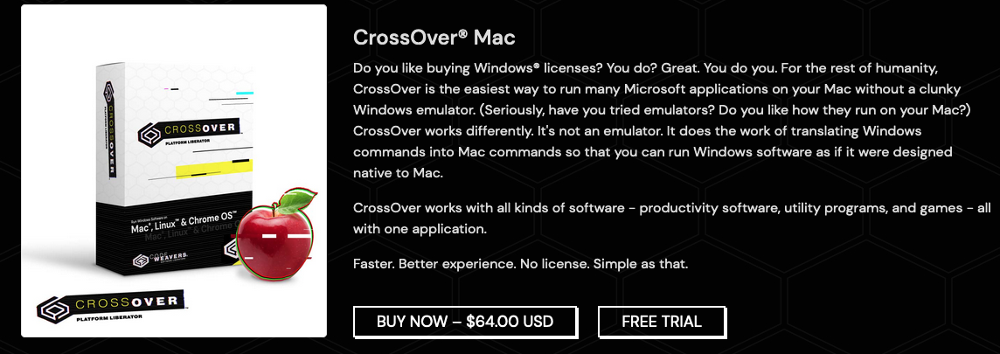 CrossOver® Mac
Do you like buying Windows® licenses? You do? Great. You do you. For the rest of humanity,
CrossOver is the easiest way to run many Microsoft applications on your Mac without a clunky
Windows emulator. (Seriously, have you tried emulators? Do you like how they run on your Mac?)
CrossOver works differently. It's not an emulator. It does the work of translating Windows
commands into Mac commands so that you can run Windows software as if it were designed
native to Mac.
CrossOver works with all kinds of software - productivity software, utility programs, and games - all
with one application.
Faster. Better experience. No license. Simple as that.
BUY NOW – $64.00 USD
FREE TRIAL
CROSSOVER
PLATFORM LIBERATOR
CROSSOVER
PLATFORM LIBERATOR
Run Windows Software on
Mac®, Linux™ & Chrome OS™
Mac®, Linux™ & Chrome O
CODE
WEAVERS
CROSSOVER™
PLATFORM LIBERATOR